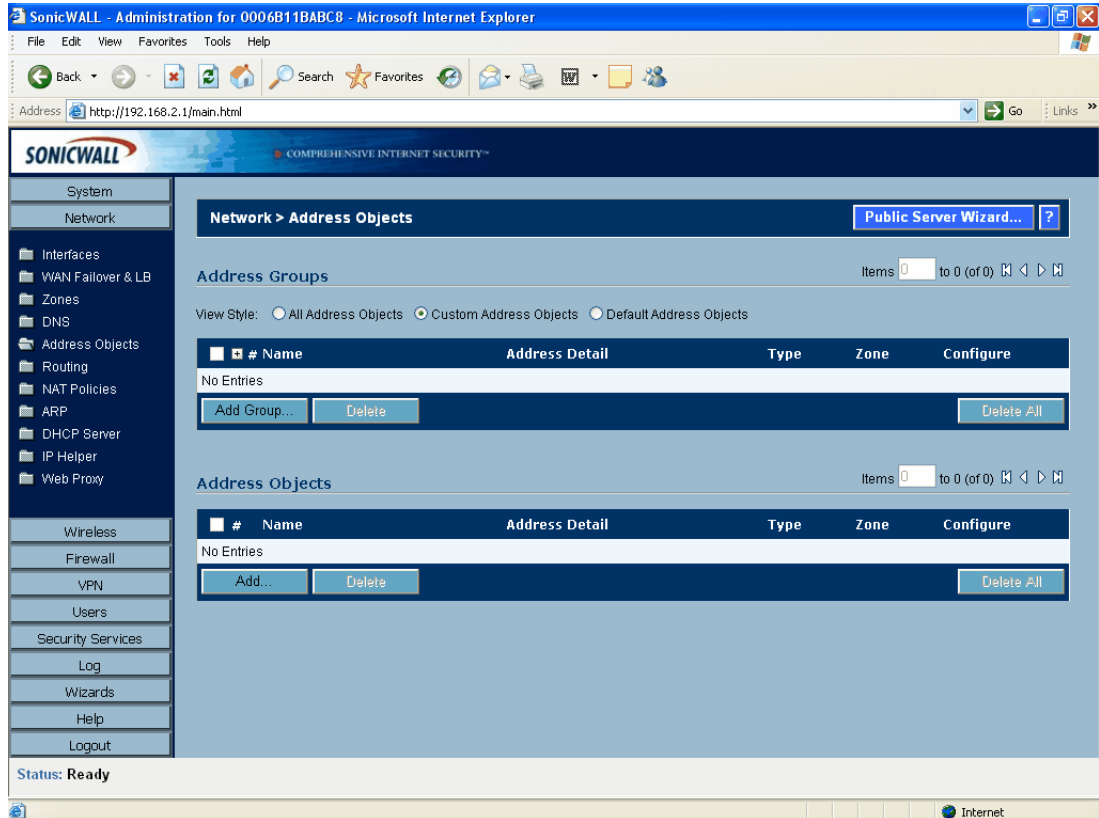 SonicWALL - Administration for 0006B11BABC8 - Microsoft Internet Explorer
File Edit View Favorites Tools Help
Back Search Favorites
Address http://192.168.2.1/main.html Go Links »
SONICWALL COMPREHENSIVE INTERNET SECURITY™
System
Network
Interfaces
WAN Failover & LB
Zones
DNS
Address Objects
Routing
NAT Policies
ARP
DHCP Server
IP Helper
Web Proxy
Wireless
Firewall
VPN
Users
Security Services
Log
Wizards
Help
Logout
Network > Address Objects Public Server Wizard... ?
Address Groups Items 0 to 0 (of 0)
View Style: All Address Objects Custom Address Objects Default Address Objects
# Name Address Detail Type Zone Configure
No Entries
Add Group... Delete Delete All
Address Objects Items 0 to 0 (of 0)
# Name Address Detail Type Zone Configure
No Entries
Add... Delete Delete All
Status: Ready
Internet